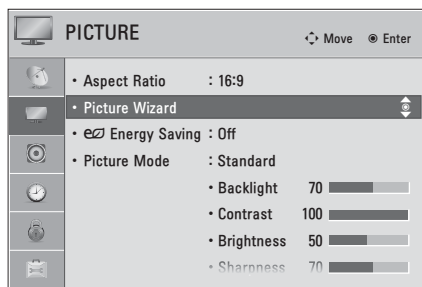 PICTURE
Move Enter
• Aspect Ratio : 16:9
• Picture Wizard
• Energy Saving : Off
• Picture Mode : Standard
• Backlight 70
• Contrast 100
• Brightness 50
• Sharpness 70